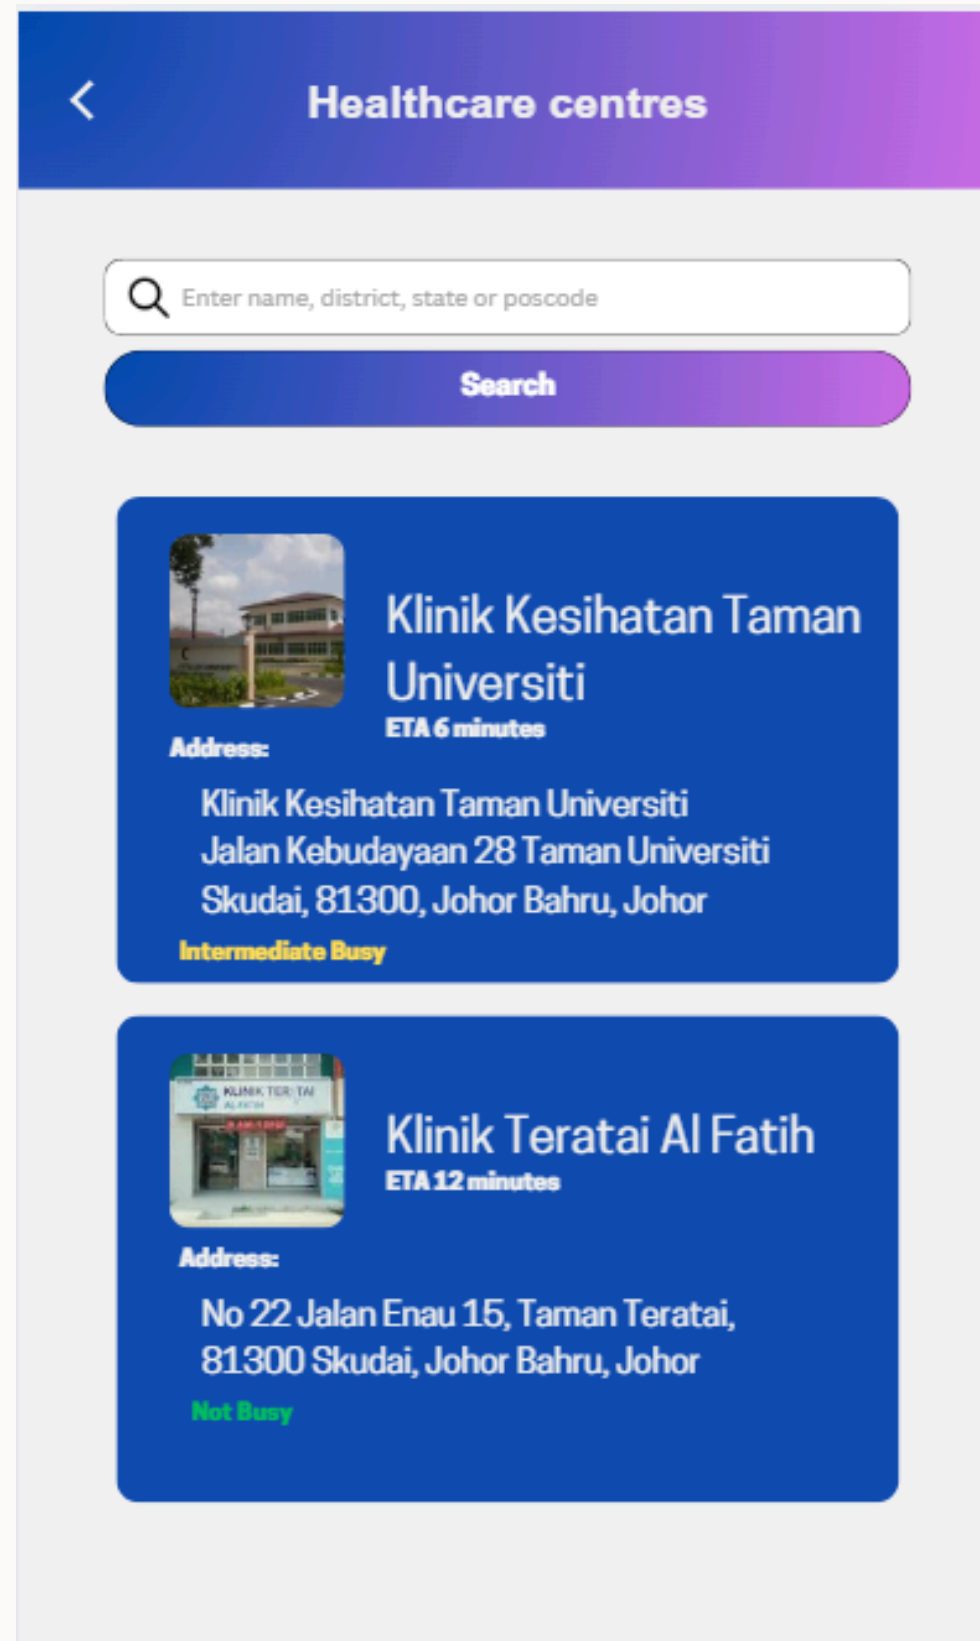 Healthcare centres
Enter name, district, state or poscode
Search
Klinik Kesihatan Taman
Universiti
ETA 6 minutes
Address:
Klinik Kesihatan Taman Universiti
Jalan Kebudayaan 28 Taman Universiti
Skudai, 81300, Johor Bahru, Johor
Intermediate Busy
KLINIK
Klinik Teratai Al Fatih
ETA 12 minutes
Address:
No 22 Jalan Enau 15, Taman Teratai,
81300 Skudai, Johor Bahru, Johor
Not Busy